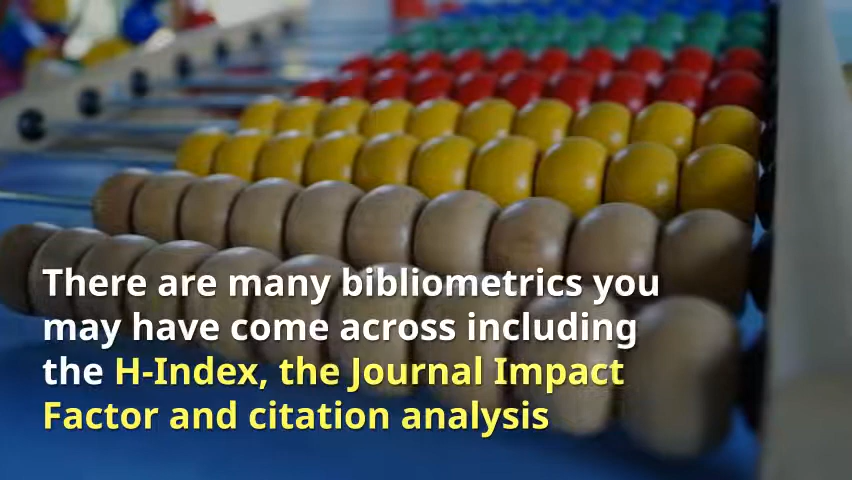 There are many bibliometrics you
may have come across including
the H-Index, the Journal Impact
Factor and citation analysis